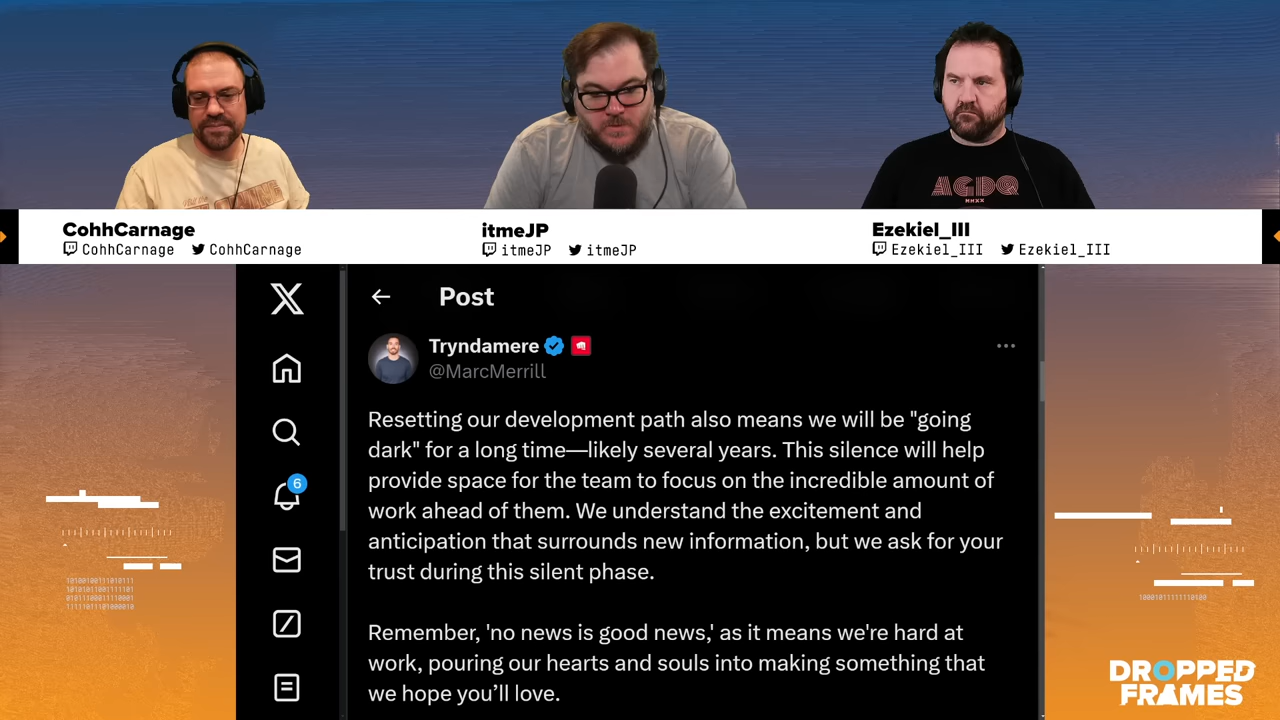 AGDQ
MMXX
CohhCarnage
CohhCarnage CohhCarnage
itmeJP
itmeJP itmeJP
Ezekiel_III
Ezekiel_III Ezekiel_III
Post
Tryndamere
@MarcMerrill
6
Resetting our development path also means we will be "going
dark" for a long time—likely several years. This silence will help
provide space for the team to focus on the incredible amount of
work ahead of them. We understand the excitement and
anticipation that surrounds new information, but we ask for your
trust during this silent phase.
Remember, 'no news is good news,' as it means we're hard at
work, pouring our hearts and souls into making something that
we hope you’ll love.
DROPPED
FRAMES